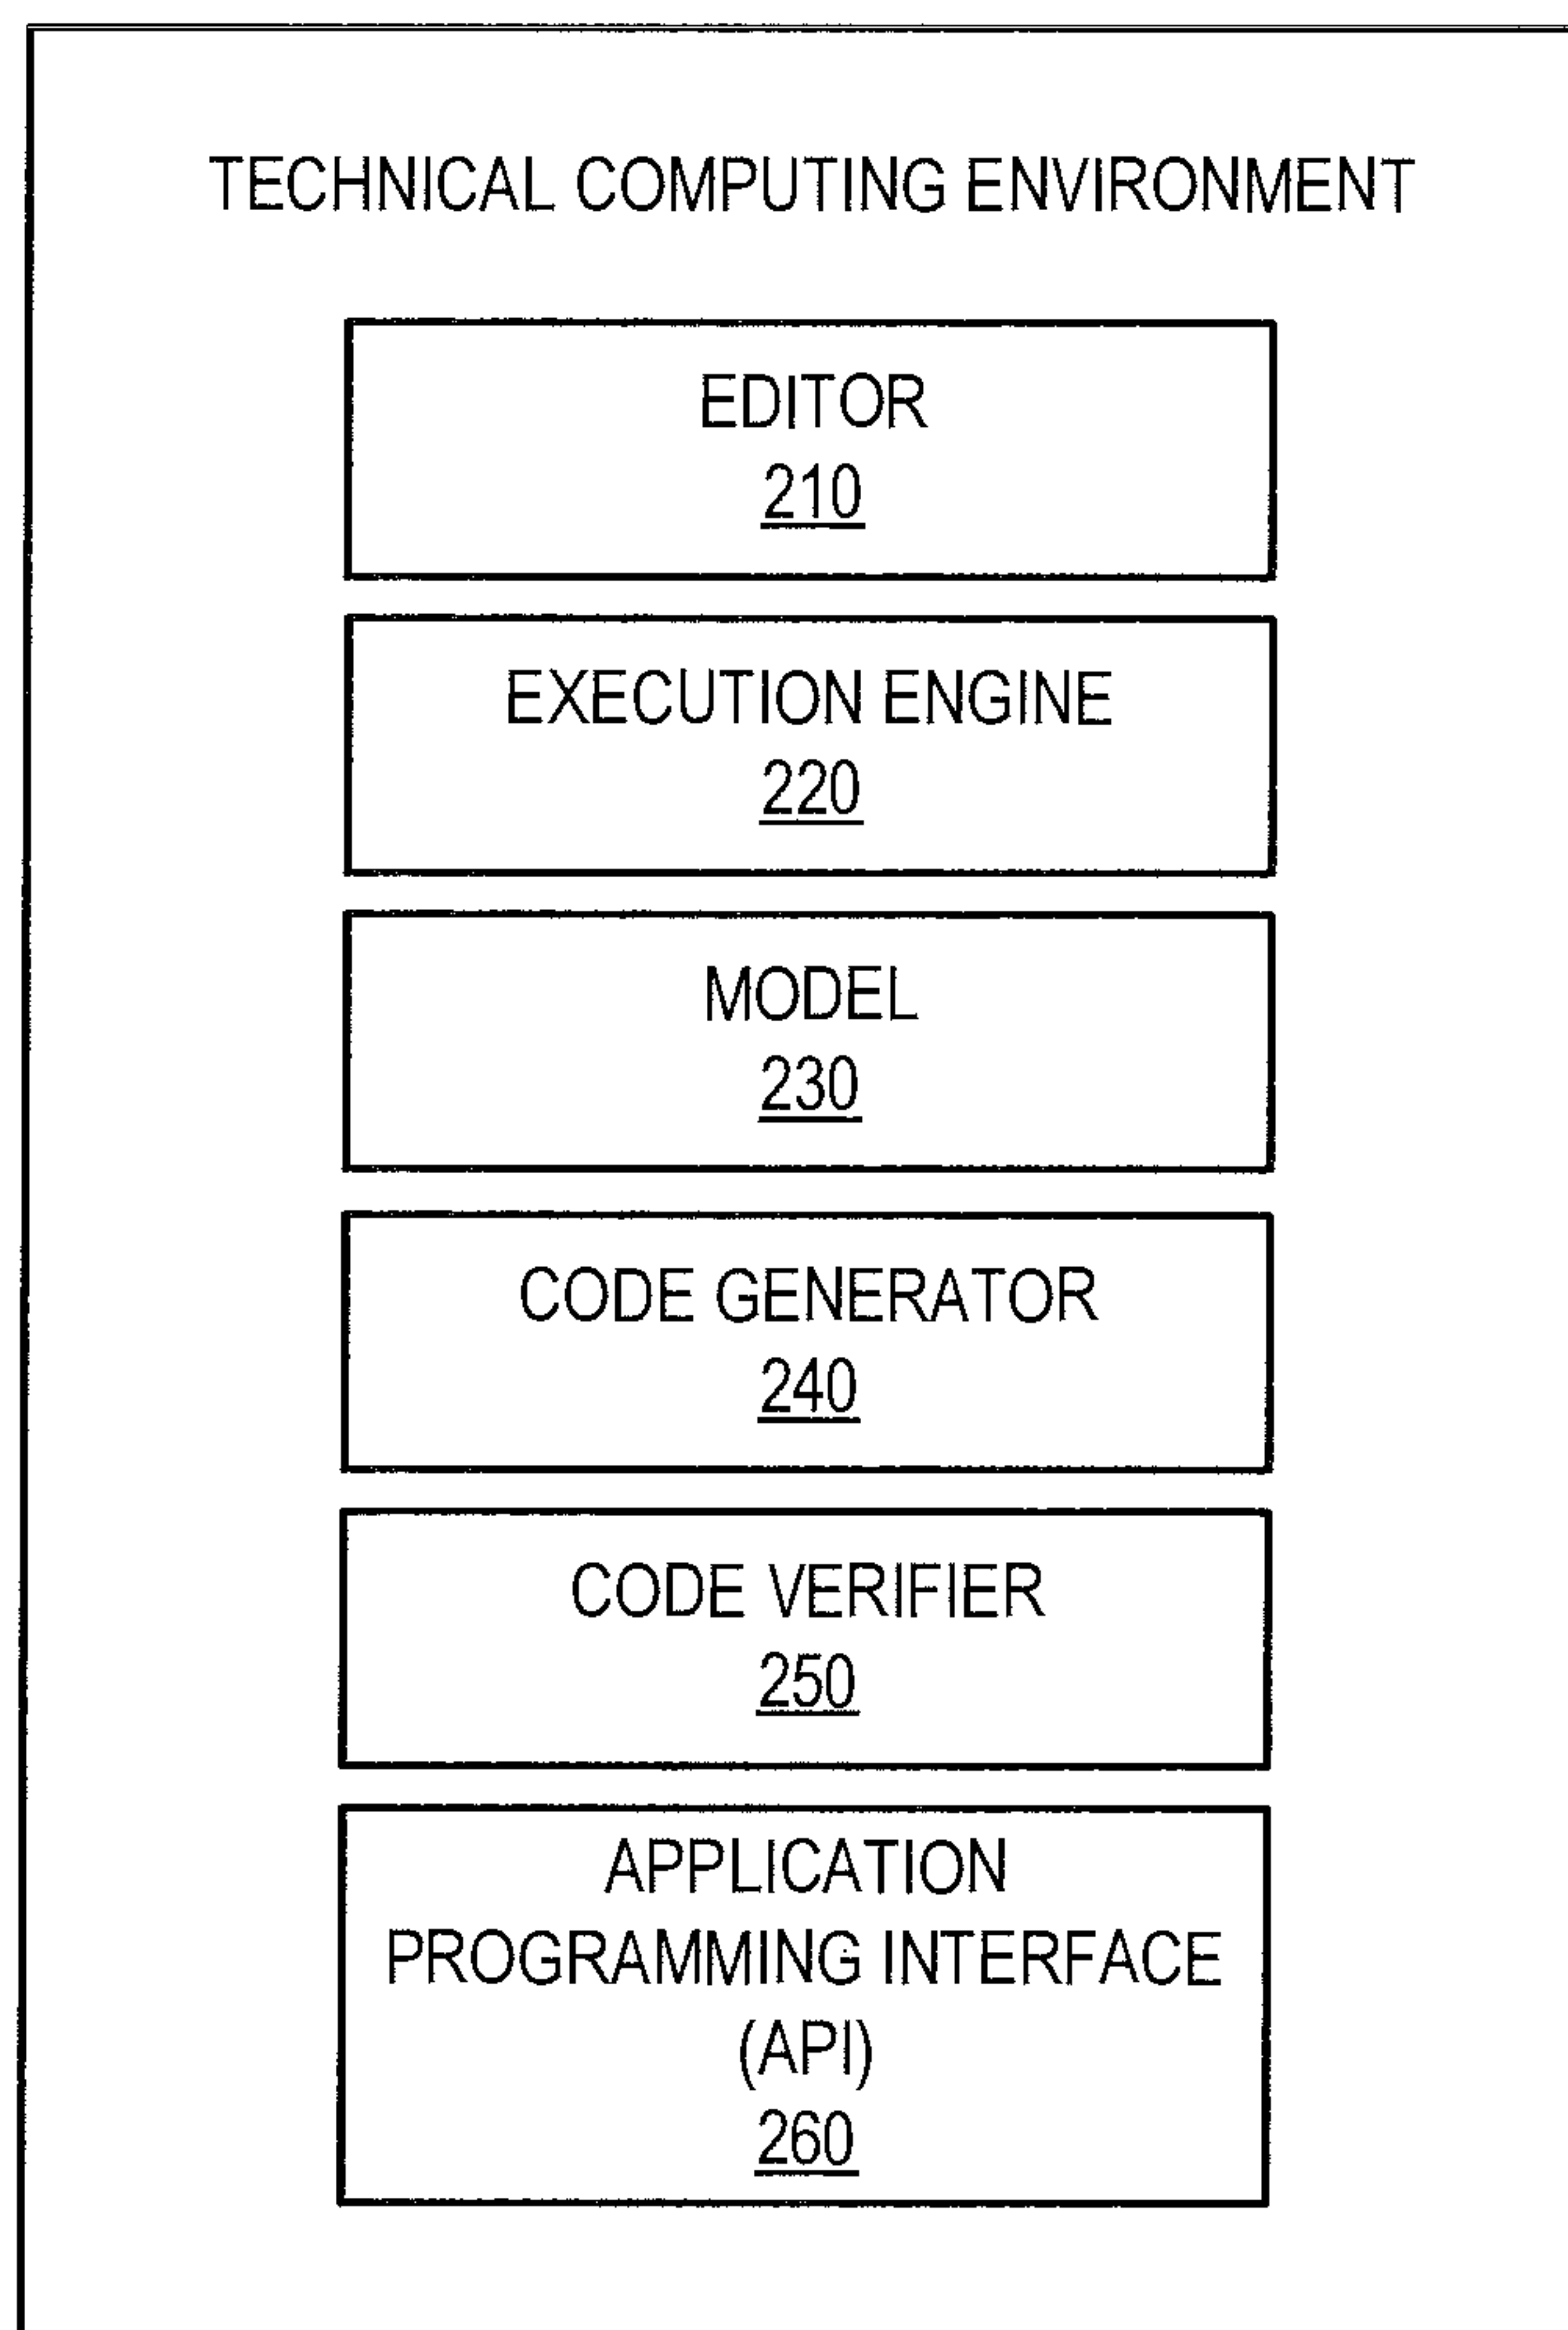 TECHNICAL COMPUTING ENVIRONMENT
EDITOR
210
EXECUTION ENGINE
220
MODEL
230
CODE GENERATOR
240
CODE VERIFIER
250
APPLICATION
PROGRAMMING INTERFACE
(API)
260